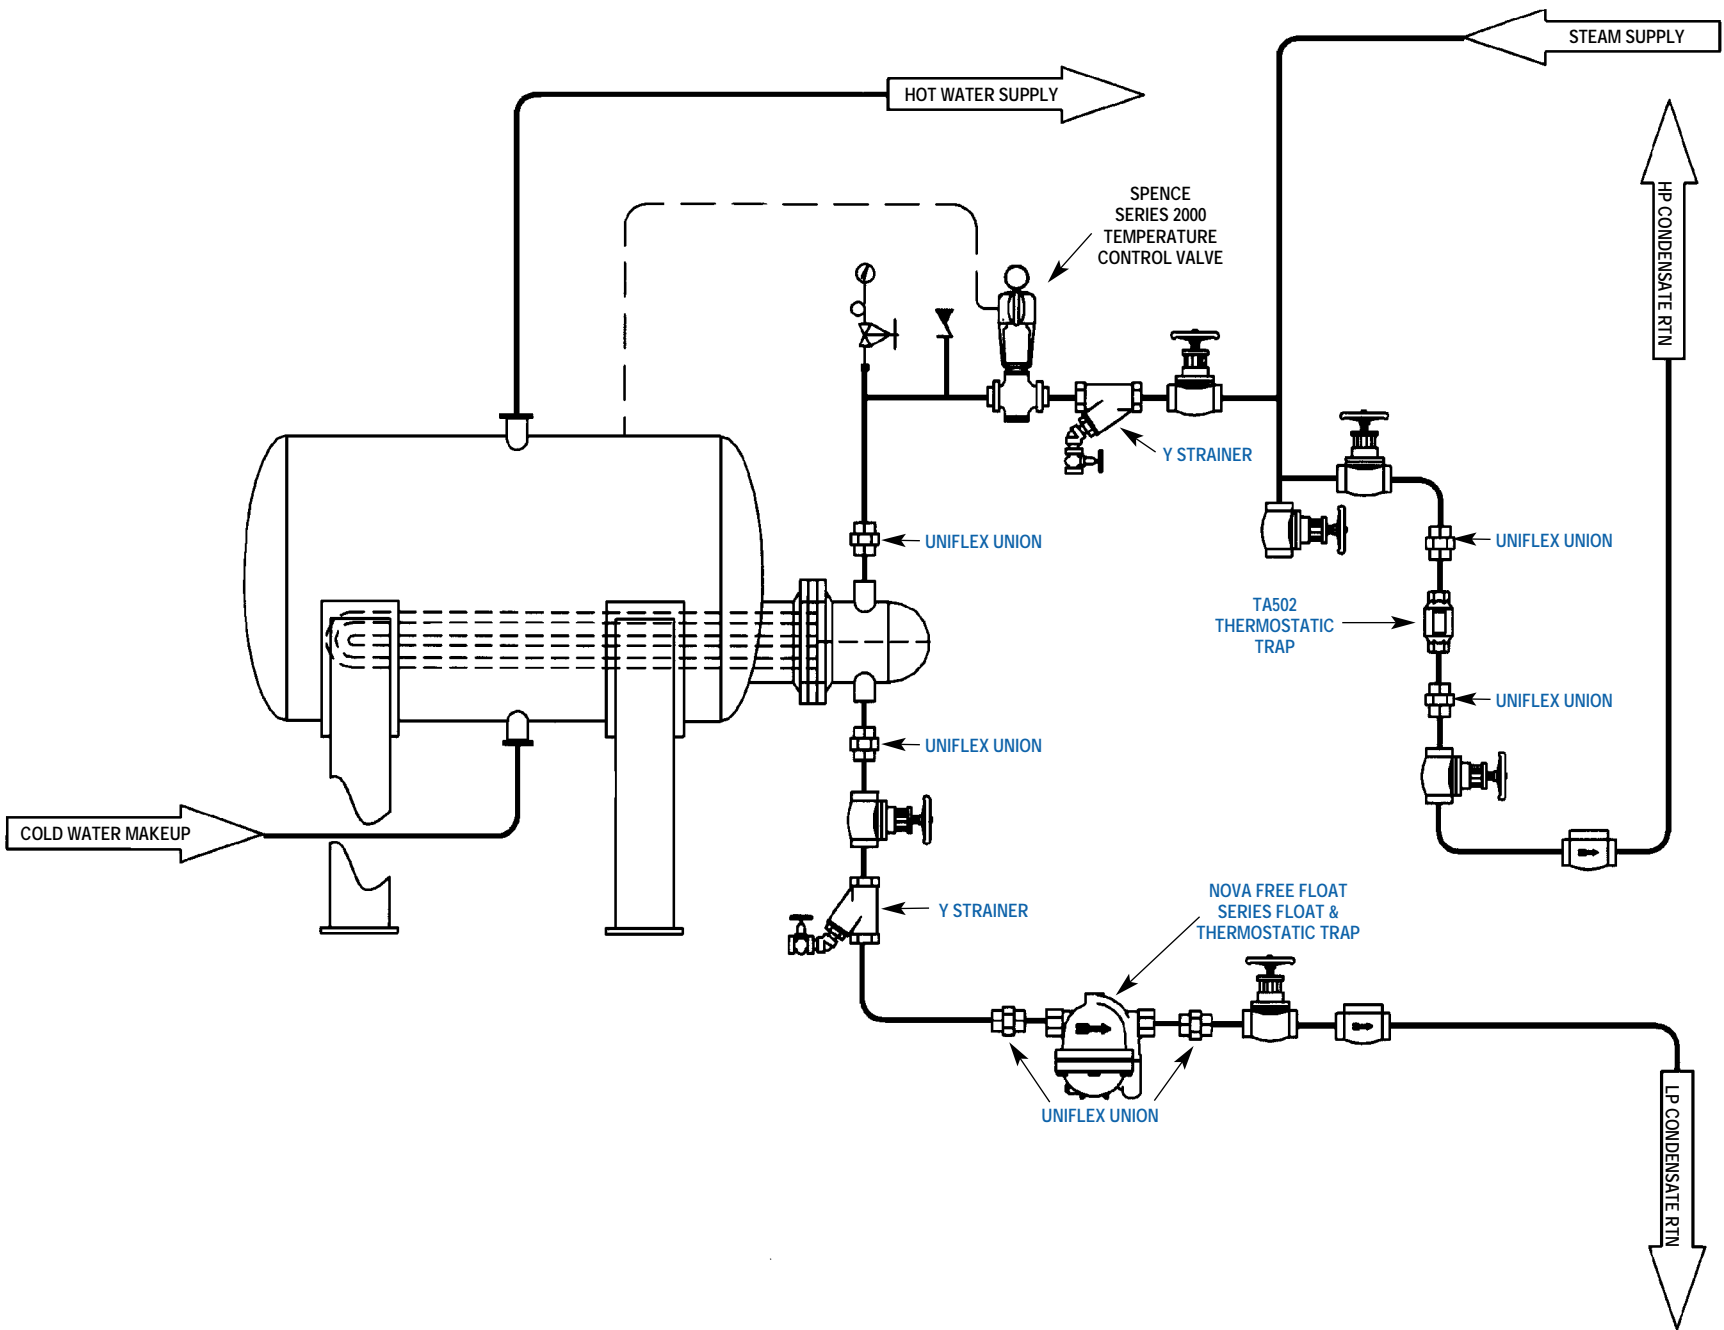 STEAM SUPPLY
HOT WATER SUPPLY
HP CONDENSATE RTN
SPENCE
SERIES 2000
TEMPERATURE
CONTROL VALVE
Y STRAINER
UNIFLEX UNION
UNIFLEX UNION
TA502
THERMOSTATIC
TRAP
UNIFLEX UNION
UNIFLEX UNION
COLD WATER MAKEUP
Y STRAINER
NOVA FREE FLOAT
SERIES FLOAT &
THERMOSTATIC TRAP
UNIFLEX UNION
LP CONDENSATE RTN